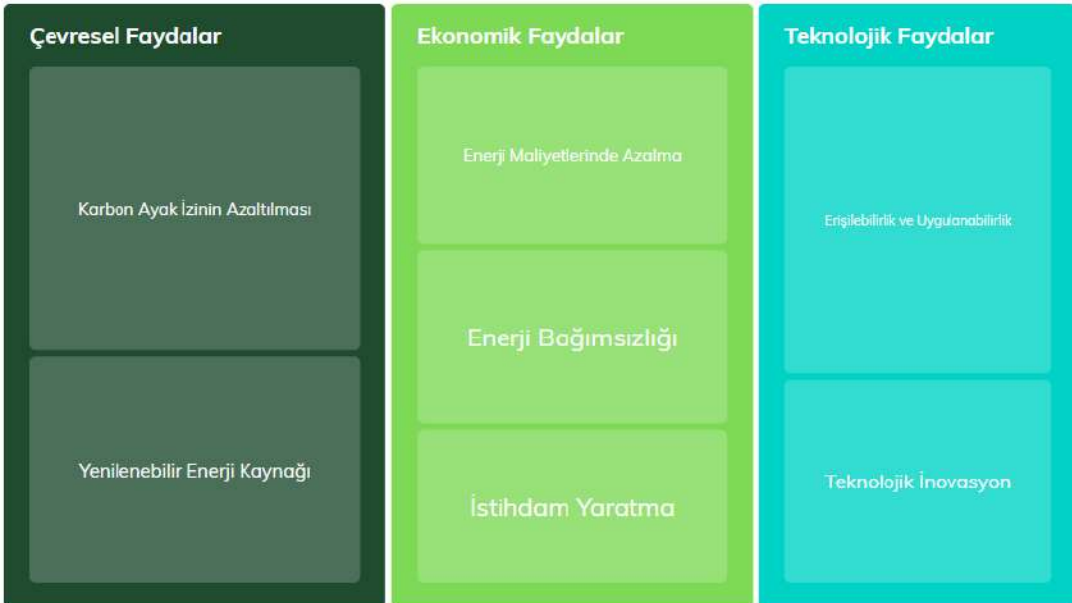 Çevresel Faydalar
Karbon Ayak İzinin Azaltılması
Yenilenebilir Enerji Kaynağı
Ekonomik Faydalar
Enerji Maliyetlerinde Azalma
Enerji Bağımsızlığı
İstihdam Yaratma
Teknolojik Faydalar
Erişilebilirlik ve Uygulanabilirlik
Teknolojik İnovasyon